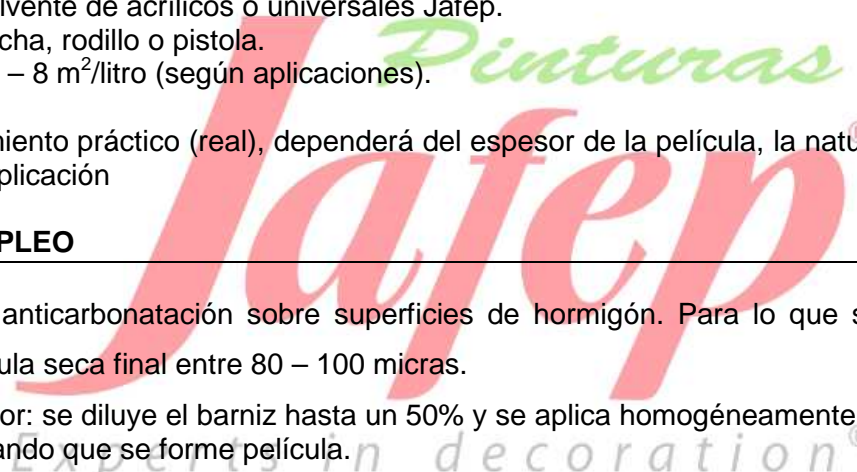 lvente de acrílicos o universales Jafep.
cha, rodillo o pistola.
– 8 m²/litro (según aplicaciones).
Pinturas
miento práctico (real), dependerá del espesor de la película, la natu
plicación
Jafep®
PLEO
anticarbonatación sobre superficies de hormigón. Para lo que s
ula seca final entre 80 – 100 micras.
or: se diluye el barniz hasta un 50% y se aplica homogéneamente
ando que se forme película.
Experts in decoration®